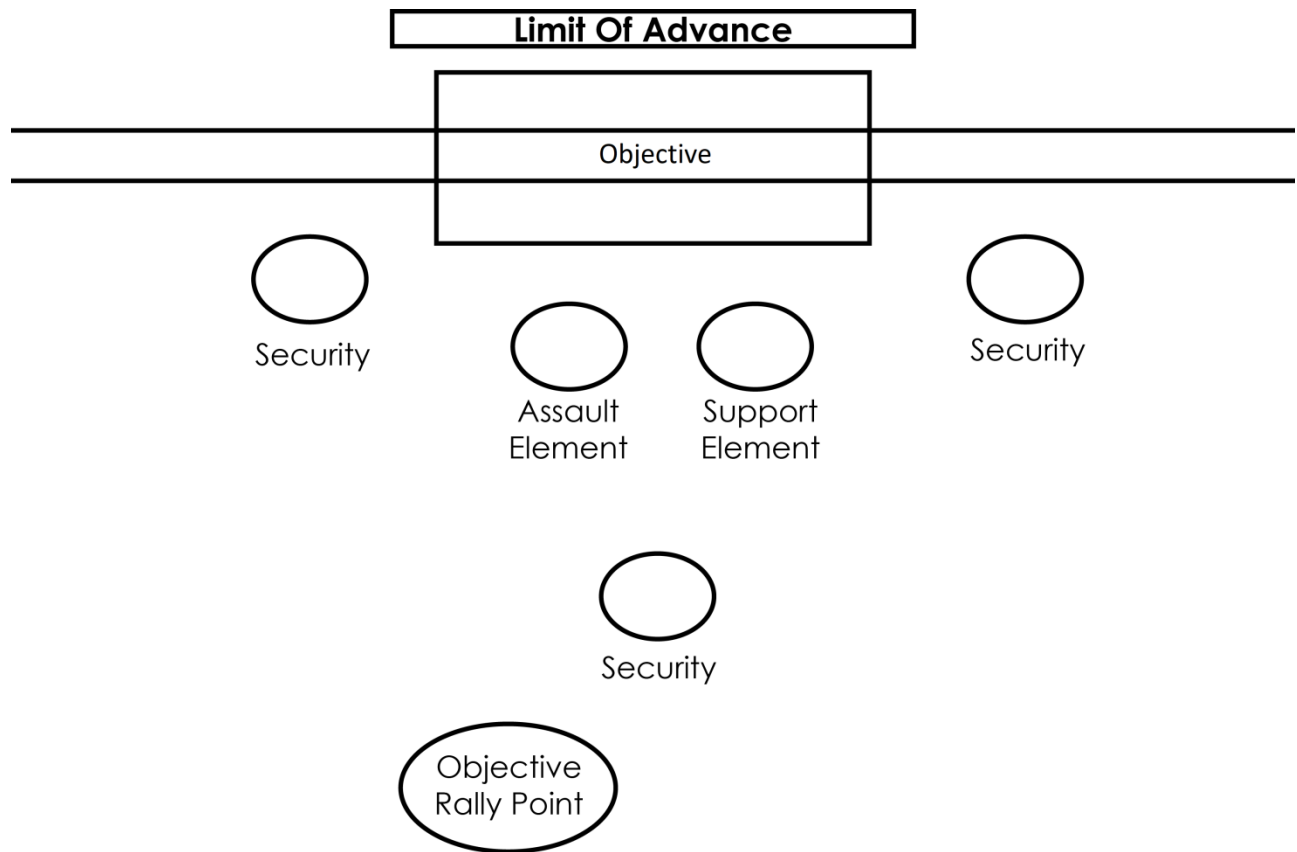 Limit Of Advance
Objective
Security
Security
Assault
Element
Support
Element
Security
Objective
Rally Point